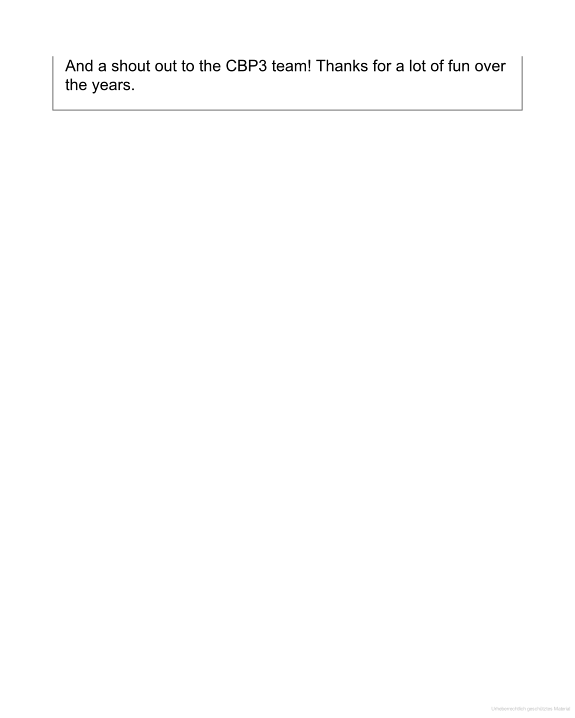 And a shout out to the CBP3 team! Thanks for a lot of fun over
the years.
Urheberrechtlich geschütztes Material